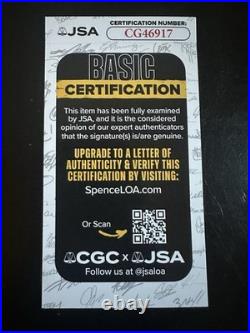 JSA
CERTIFICATION NUMBER:
CG46917
BASIC
CERTIFICATION
This item has been fully examined
by JSA, and it is the considered
opinion of our expert authenticators
that the signature(s) is/are genuine.
UPGRADE TO A LETTER OF
AUTHENTICITY & VERIFY THIS
CERTIFICATION BY VISITING:
SpenceLOA.com
Or Scan
CGC x JSA
Follow us at @jsaloa